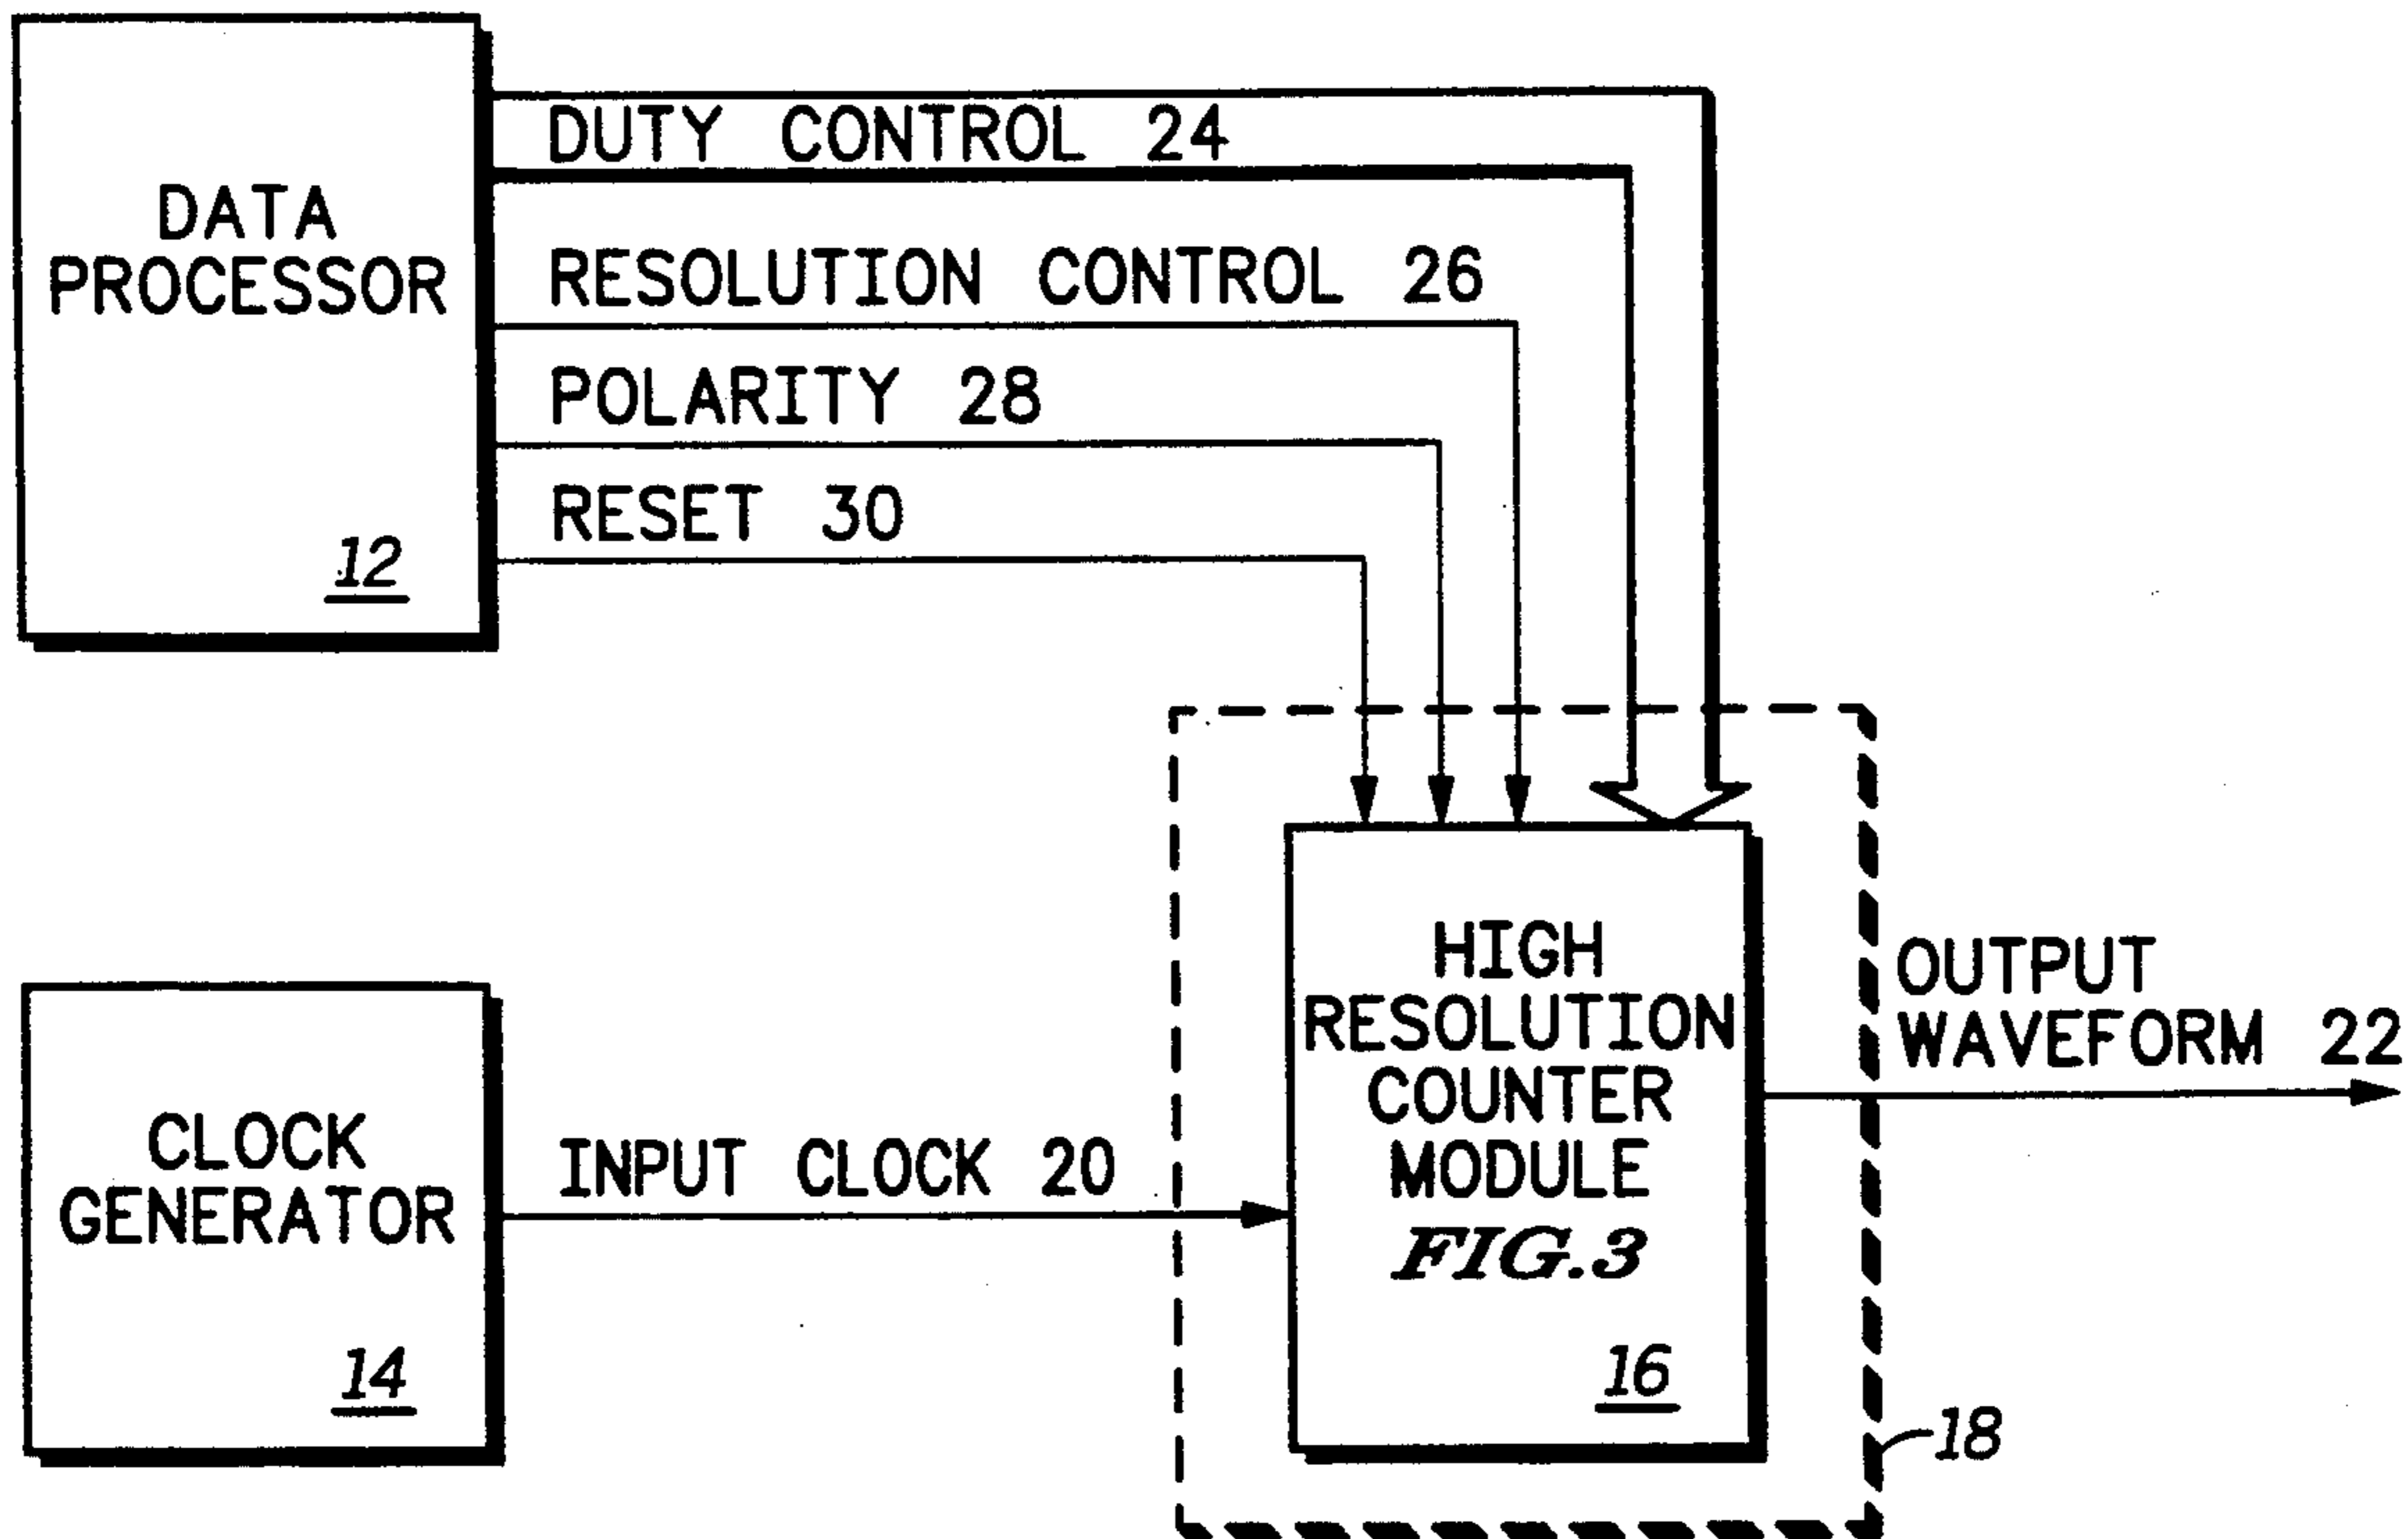 DATA
PROCESSOR
12
DUTY CONTROL 24
RESOLUTION CONTROL 26
POLARITY 28
RESET 30
CLOCK
GENERATOR
14
INPUT CLOCK 20
HIGH
RESOLUTION
COUNTER
MODULE
FIG.3
16
OUTPUT
WAVEFORM 22
18